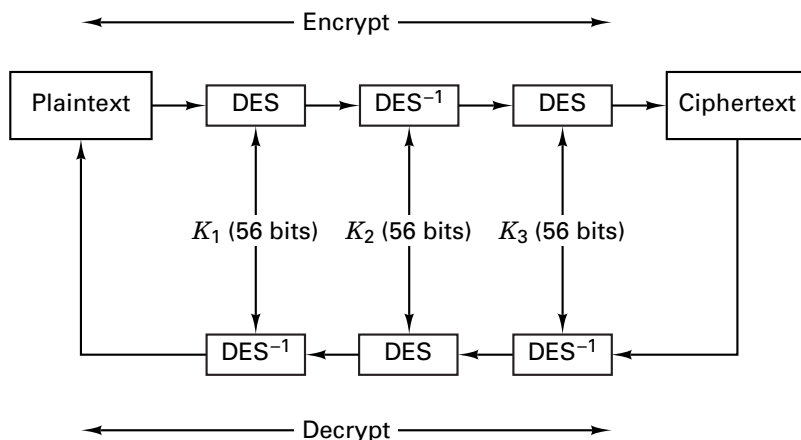 Encrypt
Plaintext
DES
DES⁻¹
DES
Ciphertext
K₁ (56 bits)
K₂ (56 bits)
K₃ (56 bits)
DES⁻¹
DES
DES⁻¹
Decrypt